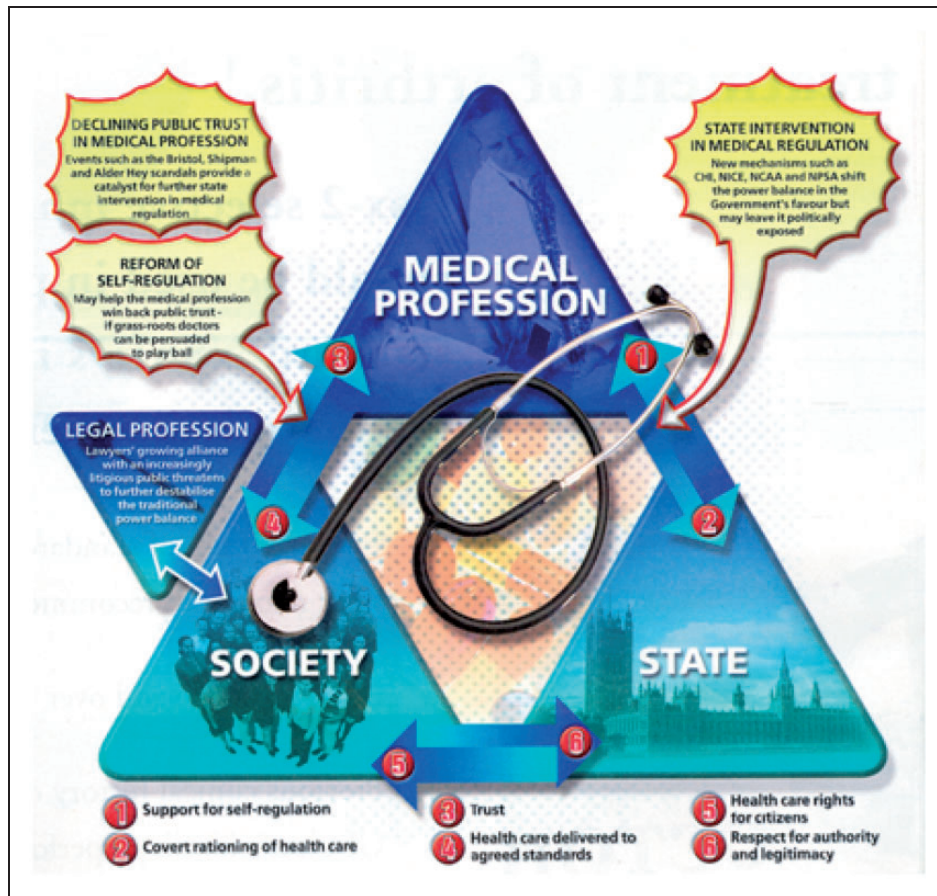 treatment of arthritis
DECLINING PUBLIC TRUST
IN MEDICAL PROFESSION
Events such as the Bristol, Shipman
and Alder Hey scandals provide a
catalyst for further state
intervention in medical
regulation
STATE INTERVENTION
IN MEDICAL REGULATION
New mechanisms such as
CHI, NICE, NCAA and NPSA shift
the power balance in the
Government's favour but
may leave it politically
exposed
REFORM OF
SELF-REGULATION
May help the medical profession
win back public trust -
if grass-roots doctors
can be persuaded
to play ball
MEDICAL
PROFESSION
3
1
LEGAL PROFESSION
Lawyers' growing alliance
with an increasingly
litigious public threatens
to further destabilise
the traditional
power balance
4
2
SOCIETY
STATE
5
6
1 Support for self-regulation
2 Covert rationing of health care
3 Trust
4 Health care delivered to
agreed standards
5 Health care rights
for citizens
6 Respect for authority
and legitimacy